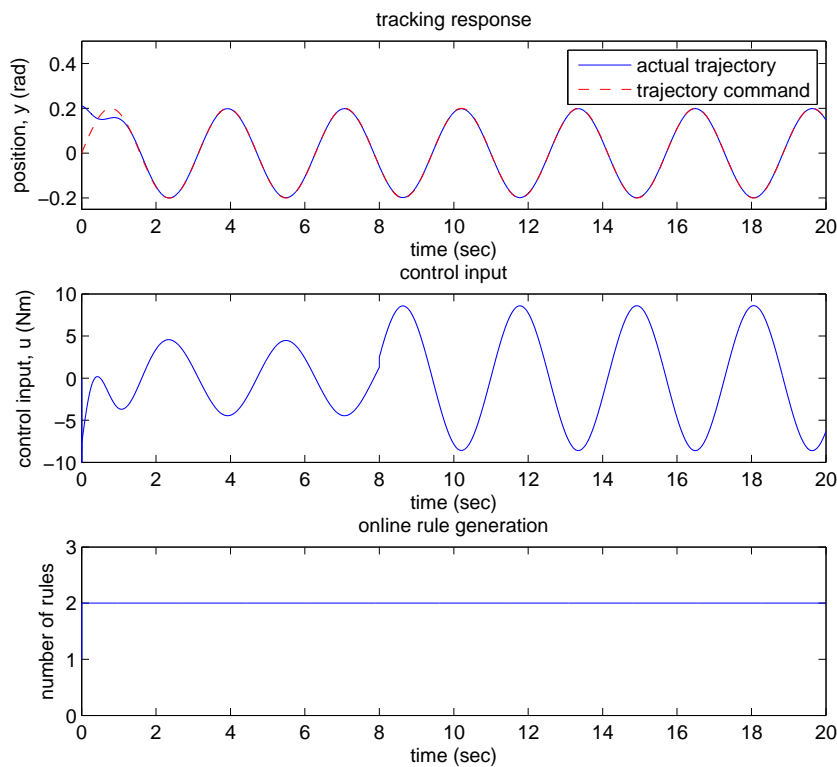 tracking response
position, y (rad)
0.4
0.2
0
−0.2
actual trajectory
trajectory command
0 2 4 6 8 10 12 14 16 18 20
time (sec)
control input
control input, u (Nm)
10
5
0
−5
−10
0 2 4 6 8 10 12 14 16 18 20
time (sec)
online rule generation
number of rules
3
2
1
0
0 2 4 6 8 10 12 14 16 18 20
time (sec)